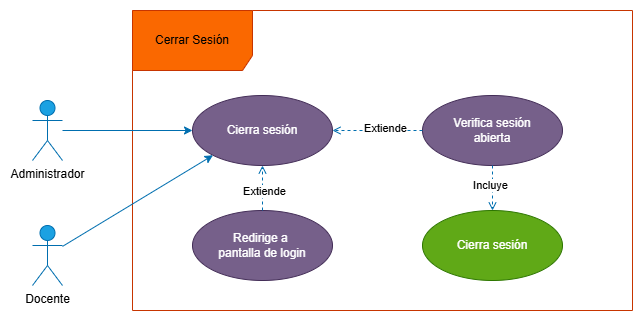 Cerrar Sesión
Cierra sesión
Extiende
Verifica sesión
abierta
Administrador
Extiende
Incluye
Redirige a
pantalla de login
Cierra sesión
Docente